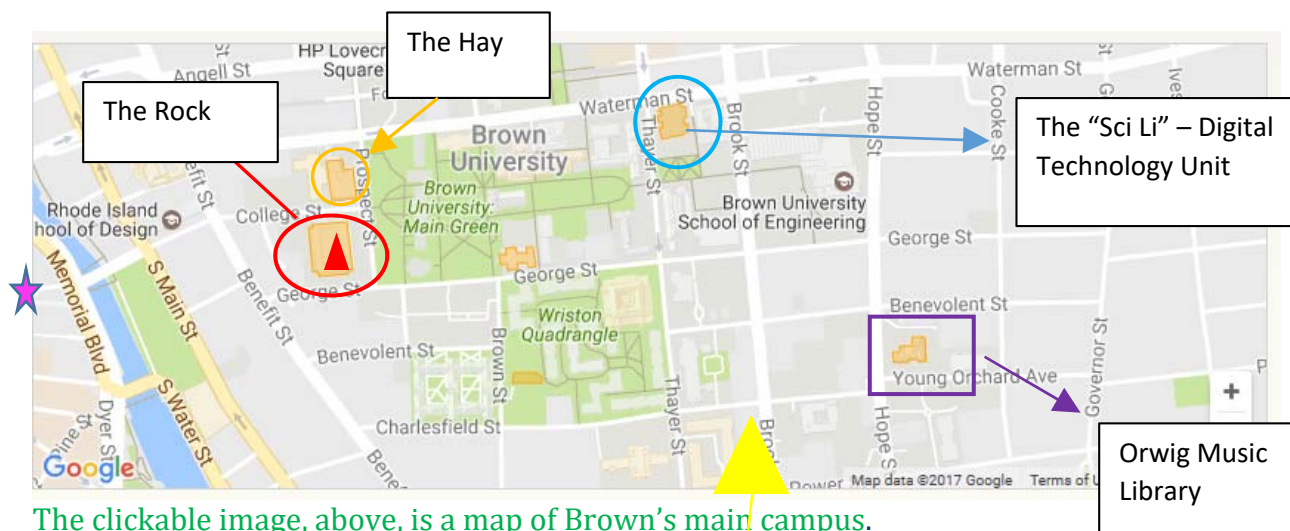 The Hay
HP Lovecr
Square
Angell St
The Rock
Waterman St
Waterman St
Cooke St
Hope St
Brook St
Thayer St
Brown
University
The "Sci Li" – Digital
Technology Unit
Prospect St
Benefit St
College St
Rhode Island
hool of Design
Brown
University:
Main Green
Brown University
School of Engineering
George St
George St
George St
Memorial Blvd
S Main St
Benefit St
Benevolent St
Wriston
Quadrangle
Brown St
Benevolent St
Young Orchard Ave
Governor St
Thayer St
Charlesfield St
S Water St
Dyer St
Pine St
Hope S
Google
Map data ©2017 Google
Terms of
+
Orwig Music
Library
The clickable image, above, is a map of Brown's main campus.